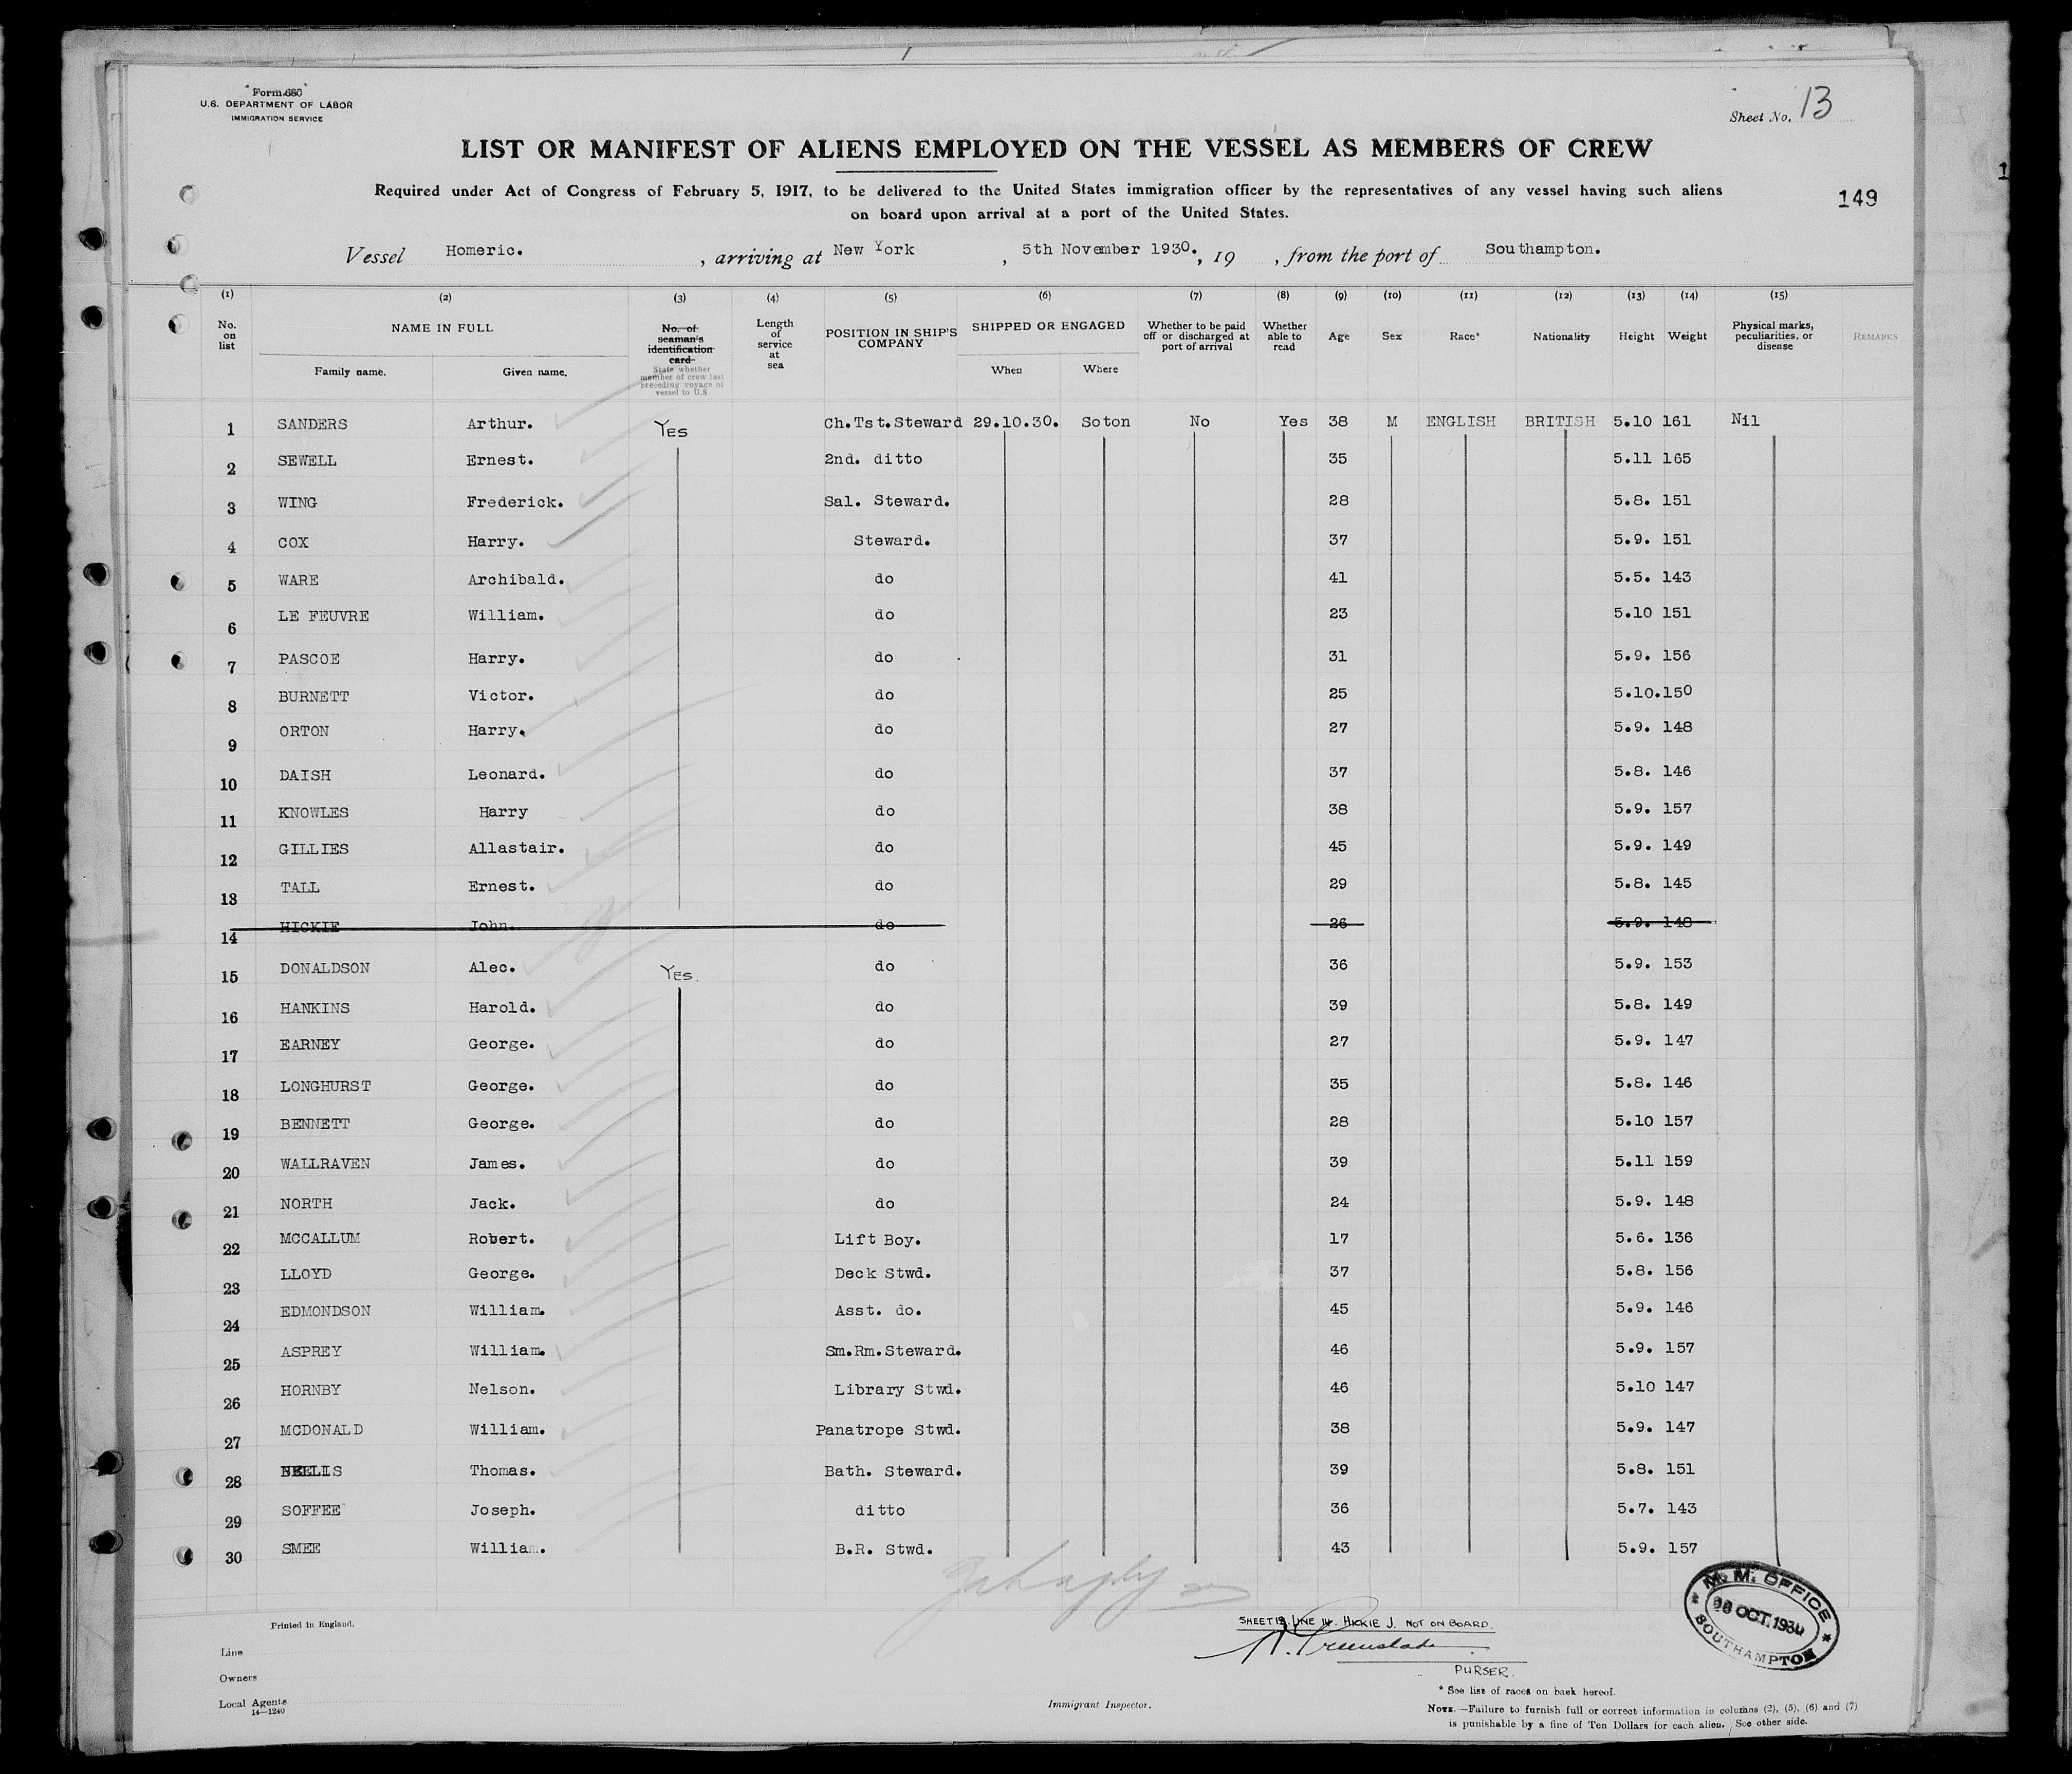 Form 680
U.S. DEPARTMENT OF LABOR
IMMIGRATION SERVICE
Sheet No. 13
LIST OR MANIFEST OF ALIENS EMPLOYED ON THE VESSEL AS MEMBERS OF CREW
Required under Act of Congress of February 5, 1917, to be delivered to the United States immigration officer by the representatives of any vessel having such aliens
on board upon arrival at a port of the United States.
149
Vessel Homeric. , arriving at New York , 5th November 1930. , 19 , from the port of Southampton.
(1) (2) (3) (4) (5) (6) (7) (8) (9) (10) (11) (12) (13) (14) (15)
No. on list NAME IN FULL Family name. Given name. No. of seaman's identification card State whether member of crew last preceding voyage of vessel to U.S. Length of service at sea POSITION IN SHIP'S COMPANY SHIPPED OR ENGAGED When Where Whether to be paid off or discharged at port of arrival Whether able to read Age Sex Race* Nationality Height Weight Physical marks, peculiarities, or disease REMARKS
1 SANDERS Arthur. YES Ch.Tst.Steward 29.10.30. Soton No Yes 38 M ENGLISH BRITISH 5.10 161 Nil
2 SEWELL Ernest. 2nd. ditto 35 5.11 165
3 WING Frederick. Sal. Steward. 28 5.8. 151
4 COX Harry. Steward. 37 5.9. 151
5 WARE Archibald. do 41 5.5. 143
6 LE FEUVRE William. do 23 5.10 151
7 PASCOE Harry. do 31 5.9. 156
8 BURNETT Victor. do 25 5.10.150
9 ORTON Harry. do 27 5.9. 148
10 DAISH Leonard. do 37 5.8. 146
11 KNOWLES Harry do 38 5.9. 157
12 GILLIES Allastair. do 45 5.9. 149
13 TALL Ernest. do 29 5.8. 145
14 HICKIE John. do 26 5.9. 148
15 DONALDSON Alec. YES. do 36 5.9. 153
16 HANKINS Harold. do 39 5.8. 149
17 EARNEY George. do 27 5.9. 147
18 LONGHURST George. do 35 5.8. 146
19 BENNETT George. do 28 5.10 157
20 WALLRAVEN James. do 39 5.11 159
21 NORTH Jack. do 24 5.9. 148
22 MCCALLUM Robert. Lift Boy. 17 5.6. 136
23 LLOYD George. Deck Stwd. 37 5.8. 156
24 EDMONDSON William. Asst. do. 45 5.9. 146
25 ASPREY William. Sm.Rm.Steward. 46 5.9. 157
26 HORNBY Nelson. Library Stwd. 46 5.10 147
27 MCDONALD William. Panatrope Stwd. 38 5.9. 147
28 Thomas. Bath. Steward. 39 5.8. 151
29 SOFFEE Joseph. ditto 36 5.7. 143
30 SMEE William. B.R. Stwd. 43 5.9. 157
Printed in England.
SHEET 13. LINE 14. HICKIE J. NOT ON BOARD.
PURSER.
M. M. OFFICE
OCT. 1930
SOUTHAMPTON
Line
Owners
Local Agents
14—1240
Immigrant Inspector.
* See list of races on back hereof.
NOTE.—Failure to furnish full or correct information in columns (2), (5), (6) and (7)
is punishable by a fine of Ten Dollars for each alien. See other side.